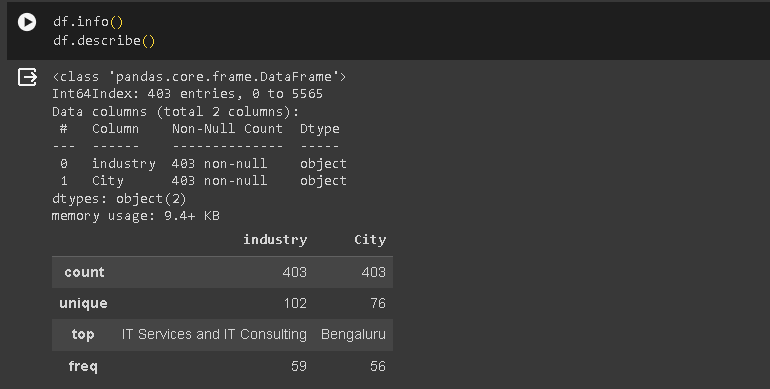 df.info()
df.describe()
<class 'pandas.core.frame.DataFrame'>
Int64Index: 403 entries, 0 to 5565
Data columns (total 2 columns):
 #   Column    Non-Null Count  Dtype
---  ------    --------------  -----
 0   industry  403 non-null    object
 1   City      403 non-null    object
dtypes: object(2)
memory usage: 9.4+ KB
industry City
count 403 403
unique 102 76
top IT Services and IT Consulting Bengaluru
freq 59 56